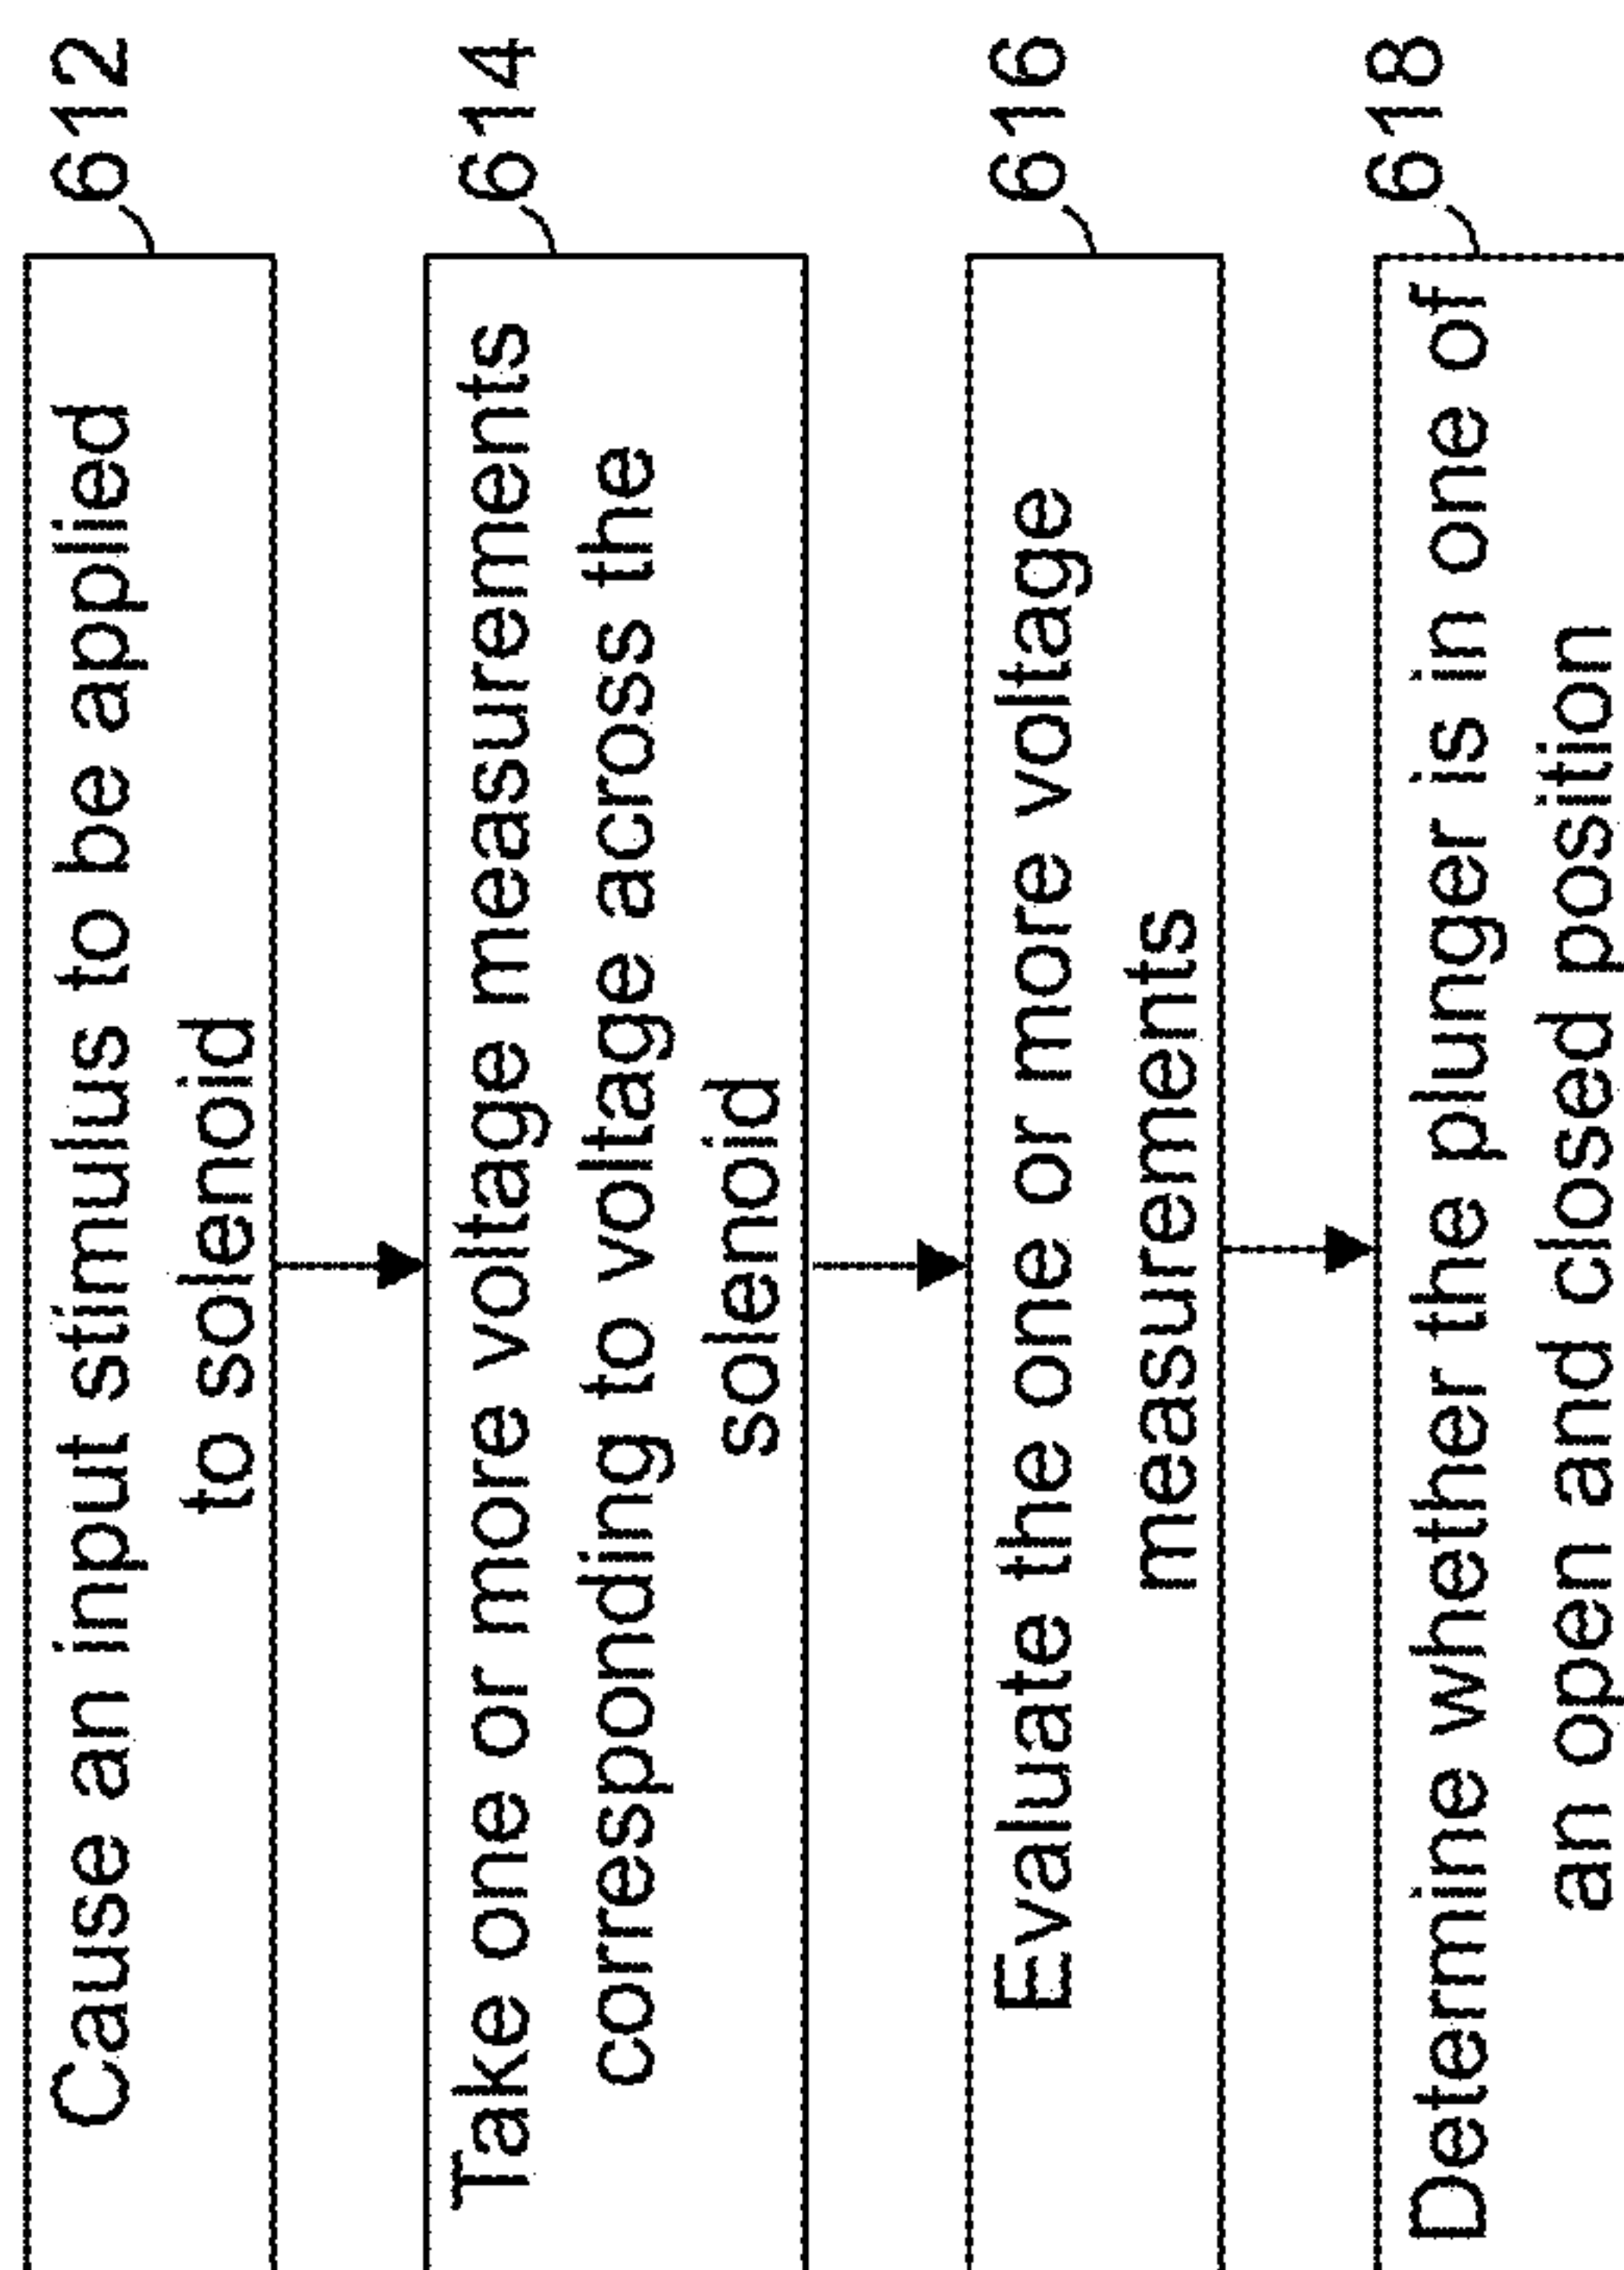 Cause an input stimulus to be applied
to solenoid
612
Take one or more voltage measurements
corresponding to voltage across the
solenoid
614
Evaluate the one or more voltage
measurements
616
Determine whether the plunger is in one of
an open and closed position
618